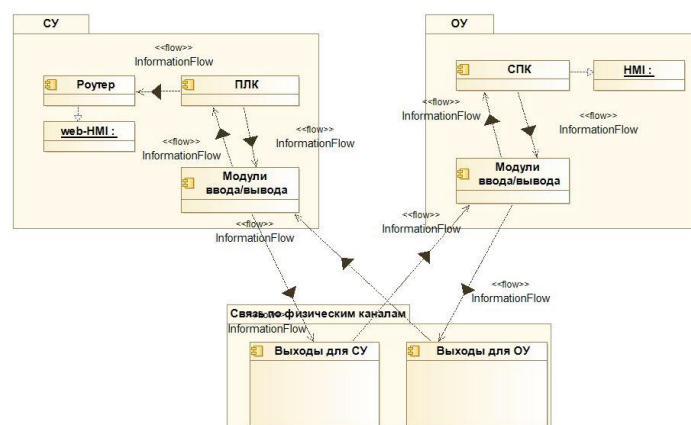 СУ
ОУ
<<flow>>
InformationFlow
Роутер
ПЛК
СПК
HMI :
web-HMI :
<<flow>>
InformationFlow
<<flow>>
InformationFlow
<<flow>>
InformationFlow
<<flow>>
InformationFlow
Модули
ввода/вывода
Модули
ввода/вывода
<<flow>>
InformationFlow
<<flow>>
InformationFlow
<<flow>>
InformationFlow
Связь по физическим каналам
<<flow>>
InformationFlow
Выходы для СУ
Выходы для ОУ